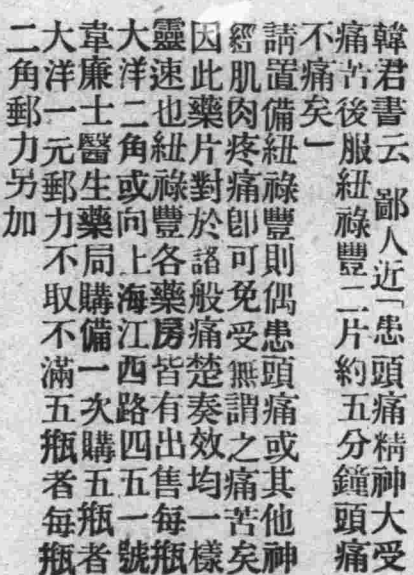 韓君書云　鄙人近「患頭痛精神大受
痛苦後服紐祿豐二片約五分鐘頭痛
不痛矣」
請置備紐祿豐則偶患頭痛或其他神
經肌肉疼痛卽可免受無謂之痛苦矣
因此藥片對於諸般痛楚奏效均一樣
靈速也紐祿豐各藥房皆有出售每瓶
大洋二角或向上海江西路四五一號
韋廉士醫生藥局購備一次購五瓶者
大洋一元郵力不取不滿五瓶者每瓶
二角郵力另加